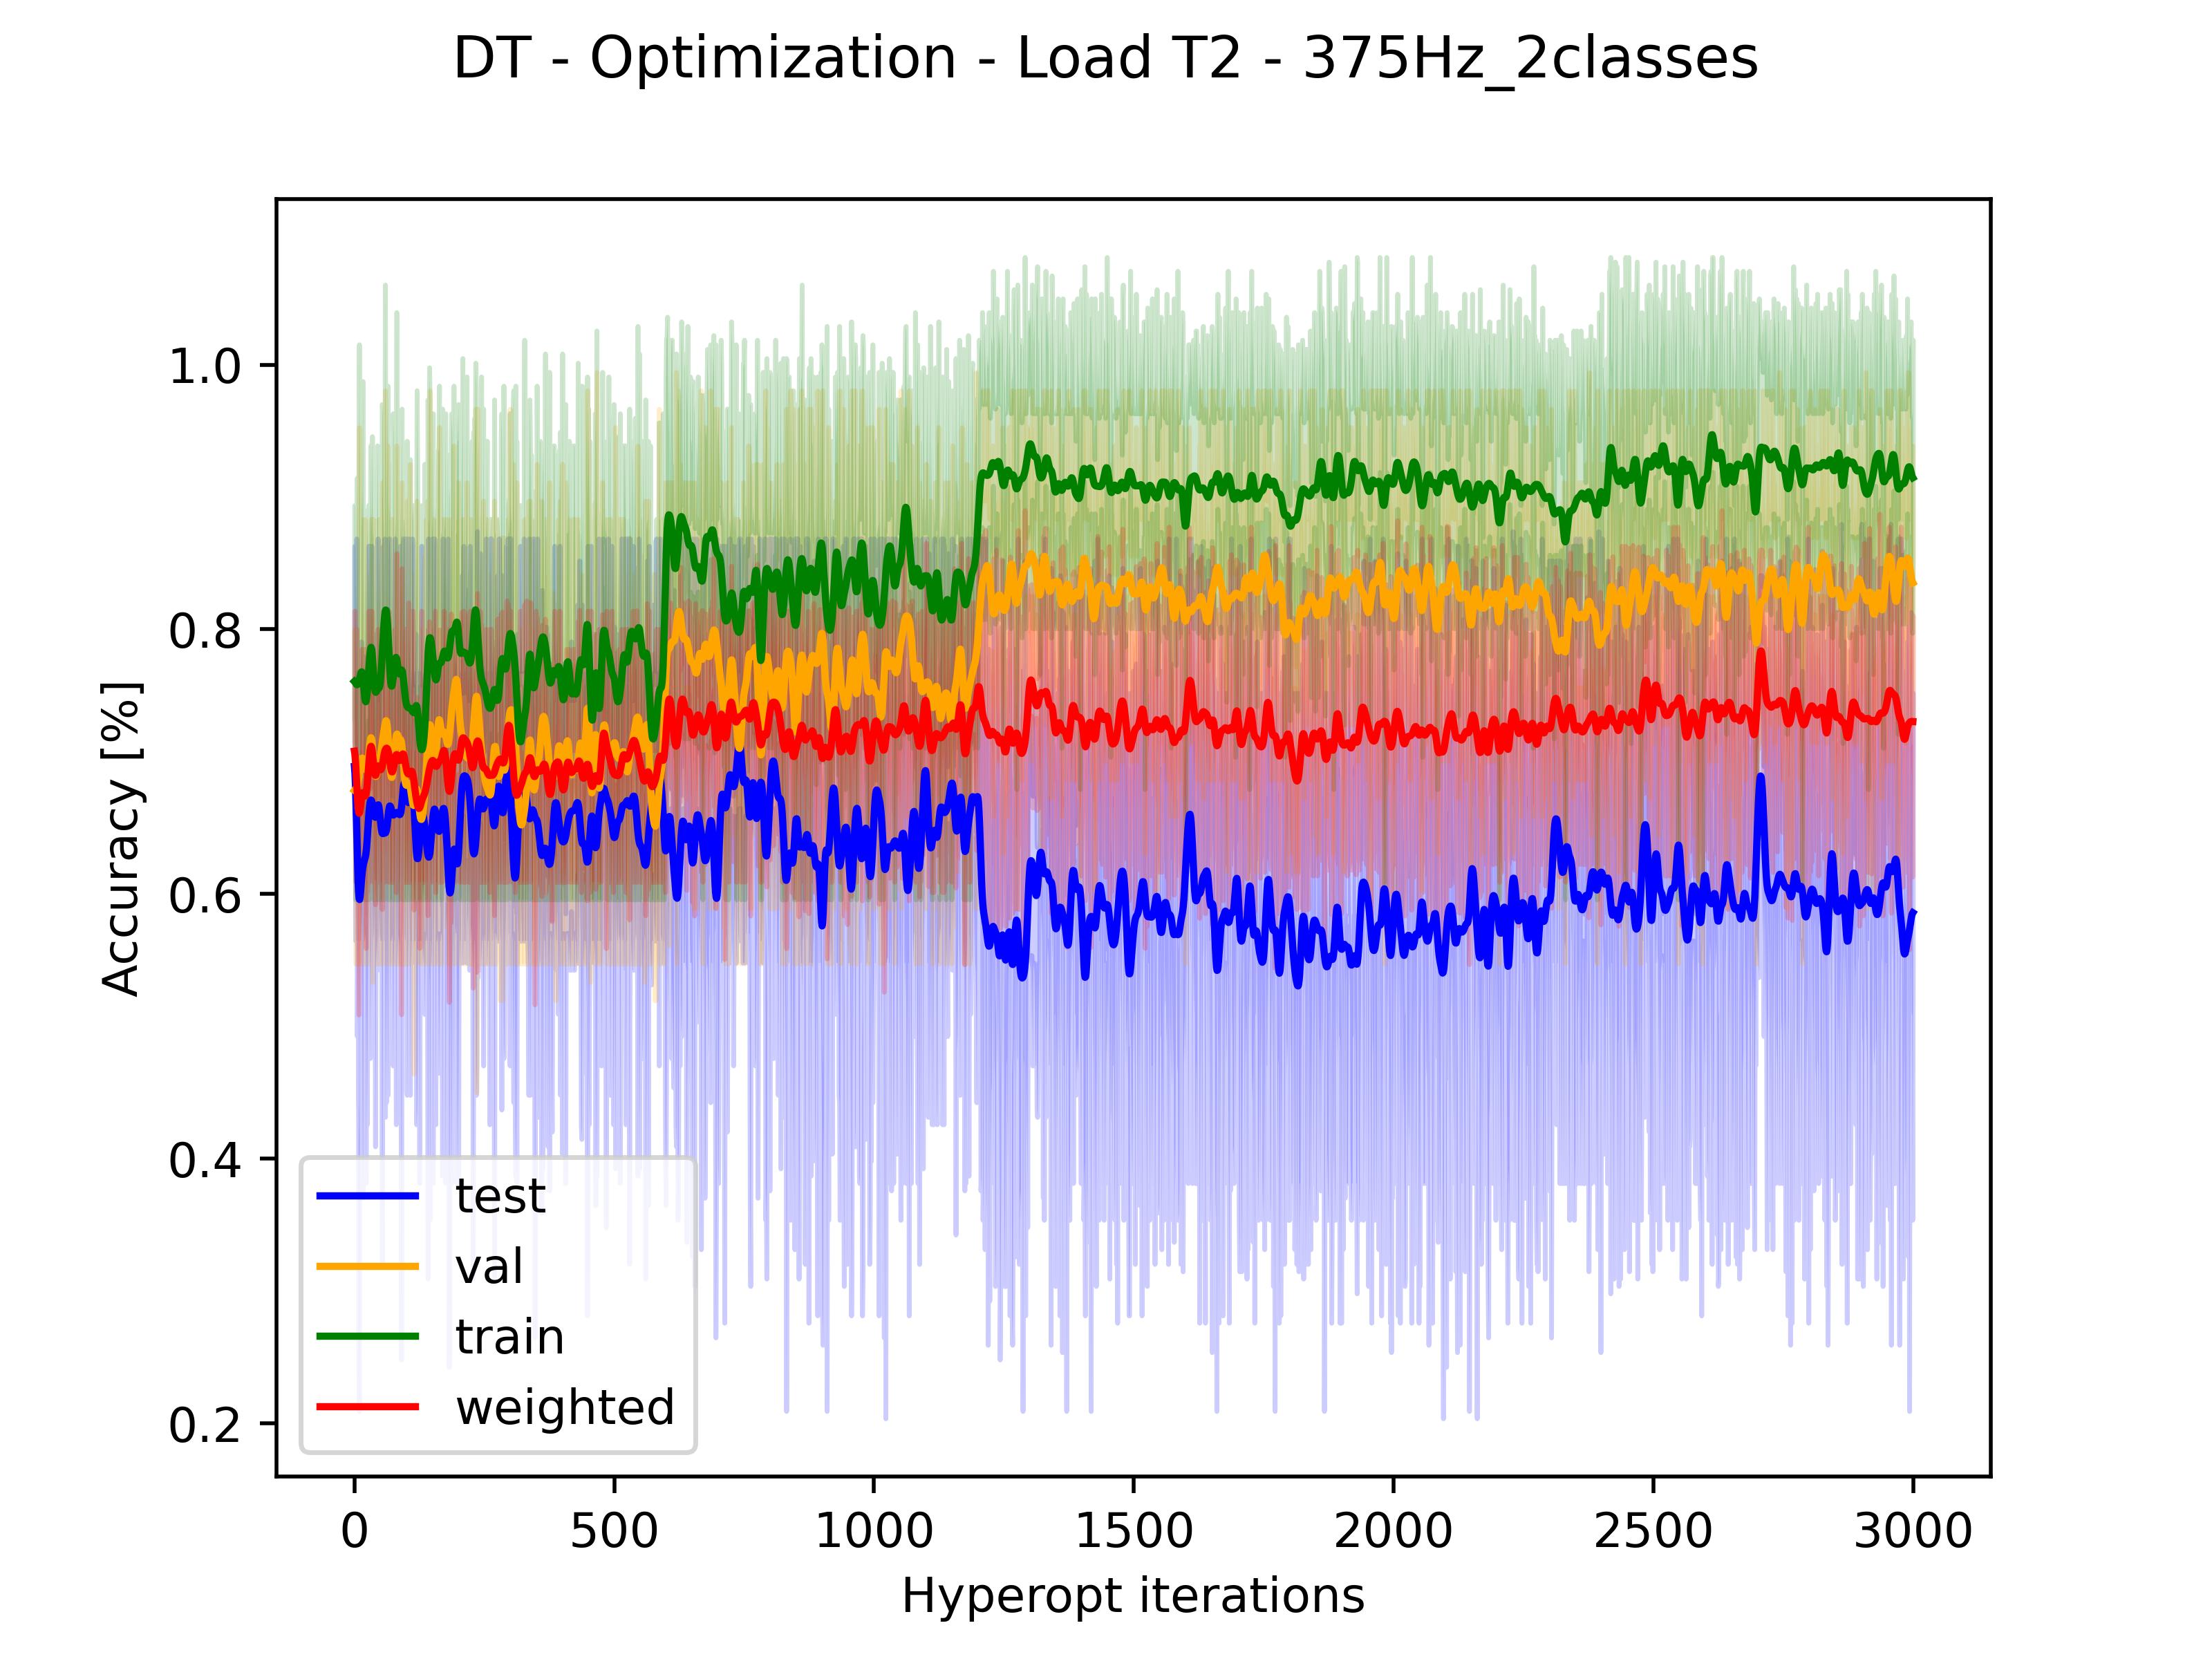 DT - Optimization - Load T2 - 375Hz_2classes
Accuracy [%]
1.0
0.8
0.6
0.4
0.2
test
val
train
weighted
0 500 1000 1500 2000 2500 3000
Hyperopt iterations